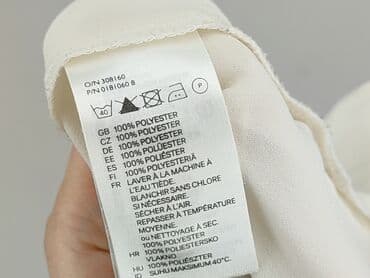 O/N 308160
P/N 0181060 8
40
P
GB 100% POLYESTER
CZ 100% POLYESTER
DE 100% POLYESTER
EE 100% POLÜESTER
ES 100% POLIÉSTER
FI 100% POLYESTERIÄ
FR 100% POLYESTER
LAVER À LA MACHINE À
L'EAU TIÈDE.
BLANCHIR SANS CHLORE
SI NÉCESSAIRE.
SÉCHER À L'AIR.
REPASSER À TEMPÉRATURE
MOYENNE.
ou NETTOYAGE À SEC
HR 100% POLIESTERSKO
VLAKNO
HU 100% POLIÉSZTER
ID SUHU MAKSIMUM 40°C.